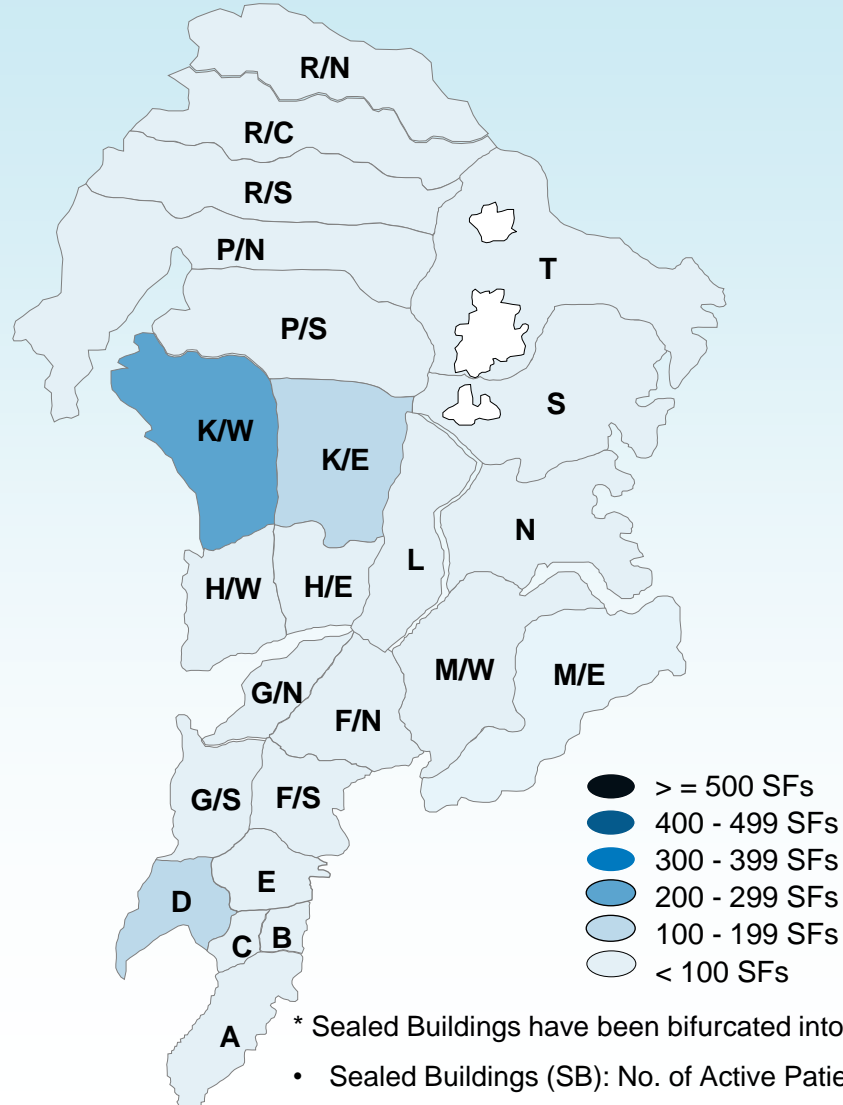 R/N
R/C
R/S
P/N
T
P/S
S
K/W
K/E
N
L
H/W
H/E
M/W
M/E
G/N
F/N
G/S
F/S
E
D
B
C
A
> = 500 SFs
400 - 499 SFs
300 - 399 SFs
200 - 299 SFs
100 - 199 SFs
< 100 SFs
* Sealed Buildings have been bifurcated into
• Sealed Buildings (SB): No. of Active Patie